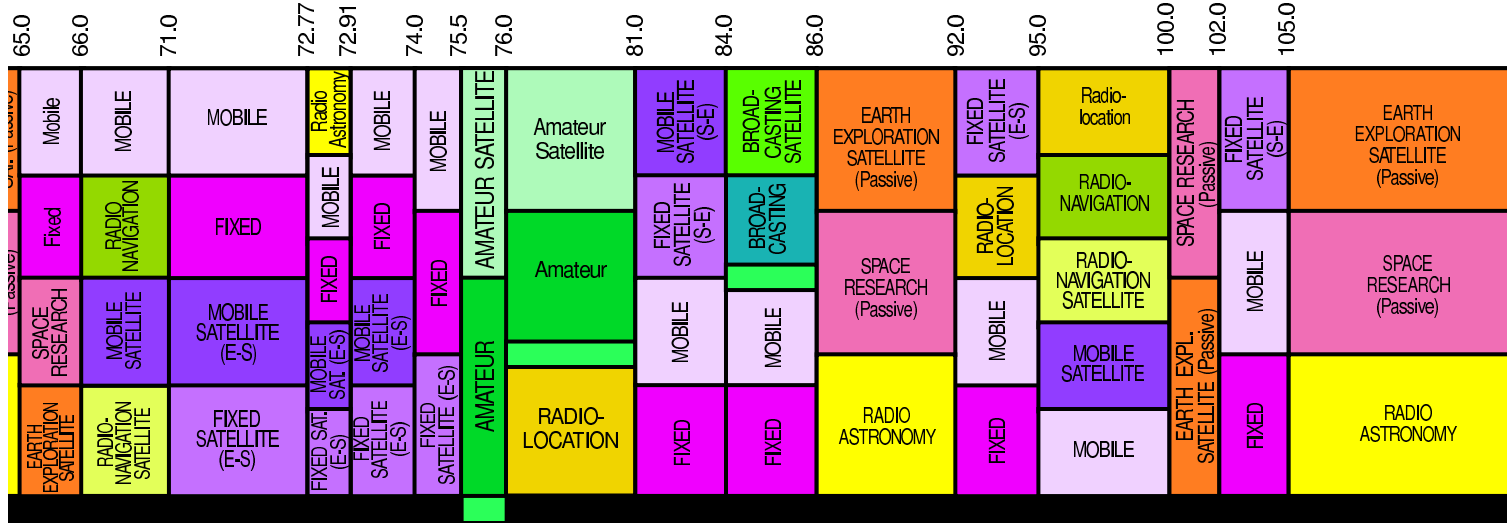 65.0
66.0
71.0
72.77
72.91
74.0
75.5
76.0
81.0
84.0
86.0
92.0
95.0
100.0
102.0
105.0
(Passive)
Mobile
Fixed
SPACE
RESEARCH
EARTH
EXPLORATION
SATELLITE
MOBILE
RADIO
NAVIGATION
MOBILE
SATELLITE
RADIO-
NAVIGATION
SATELLITE
MOBILE
FIXED
MOBILE
SATELLITE
(E-S)
FIXED
SATELLITE
(E-S)
Radio
Astronomy
MOBILE
FIXED
MOBILE
SAT. (E-S)
FIXED SAT.
(E-S)
MOBILE
FIXED
MOBILE
SATELLITE
(E-S)
FIXED
SATELLITE
(E-S)
MOBILE
FIXED
FIXED
SATELLITE (E-S)
AMATEUR SATELLITE
AMATEUR
Amateur
Satellite
Amateur
RADIO-
LOCATION
MOBILE
SATELLITE
(S-E)
FIXED
SATELLITE
(S-E)
MOBILE
FIXED
BROAD-
CASTING
SATELLITE
BROAD-
CASTING
MOBILE
FIXED
EARTH
EXPLORATION
SATELLITE
(Passive)
SPACE
RESEARCH
(Passive)
RADIO
ASTRONOMY
FIXED
SATELLITE
(E-S)
RADIO-
LOCATION
MOBILE
FIXED
Radio-
location
RADIO-
NAVIGATION
RADIO-
NAVIGATION
SATELLITE
MOBILE
SATELLITE
MOBILE
SPACE RESEARCH
(Passive)
EARTH EXPL.
SATELLITE (Passive)
FIXED
SATELLITE
(S-E)
MOBILE
FIXED
EARTH
EXPLORATION
SATELLITE
(Passive)
SPACE
RESEARCH
(Passive)
RADIO
ASTRONOMY